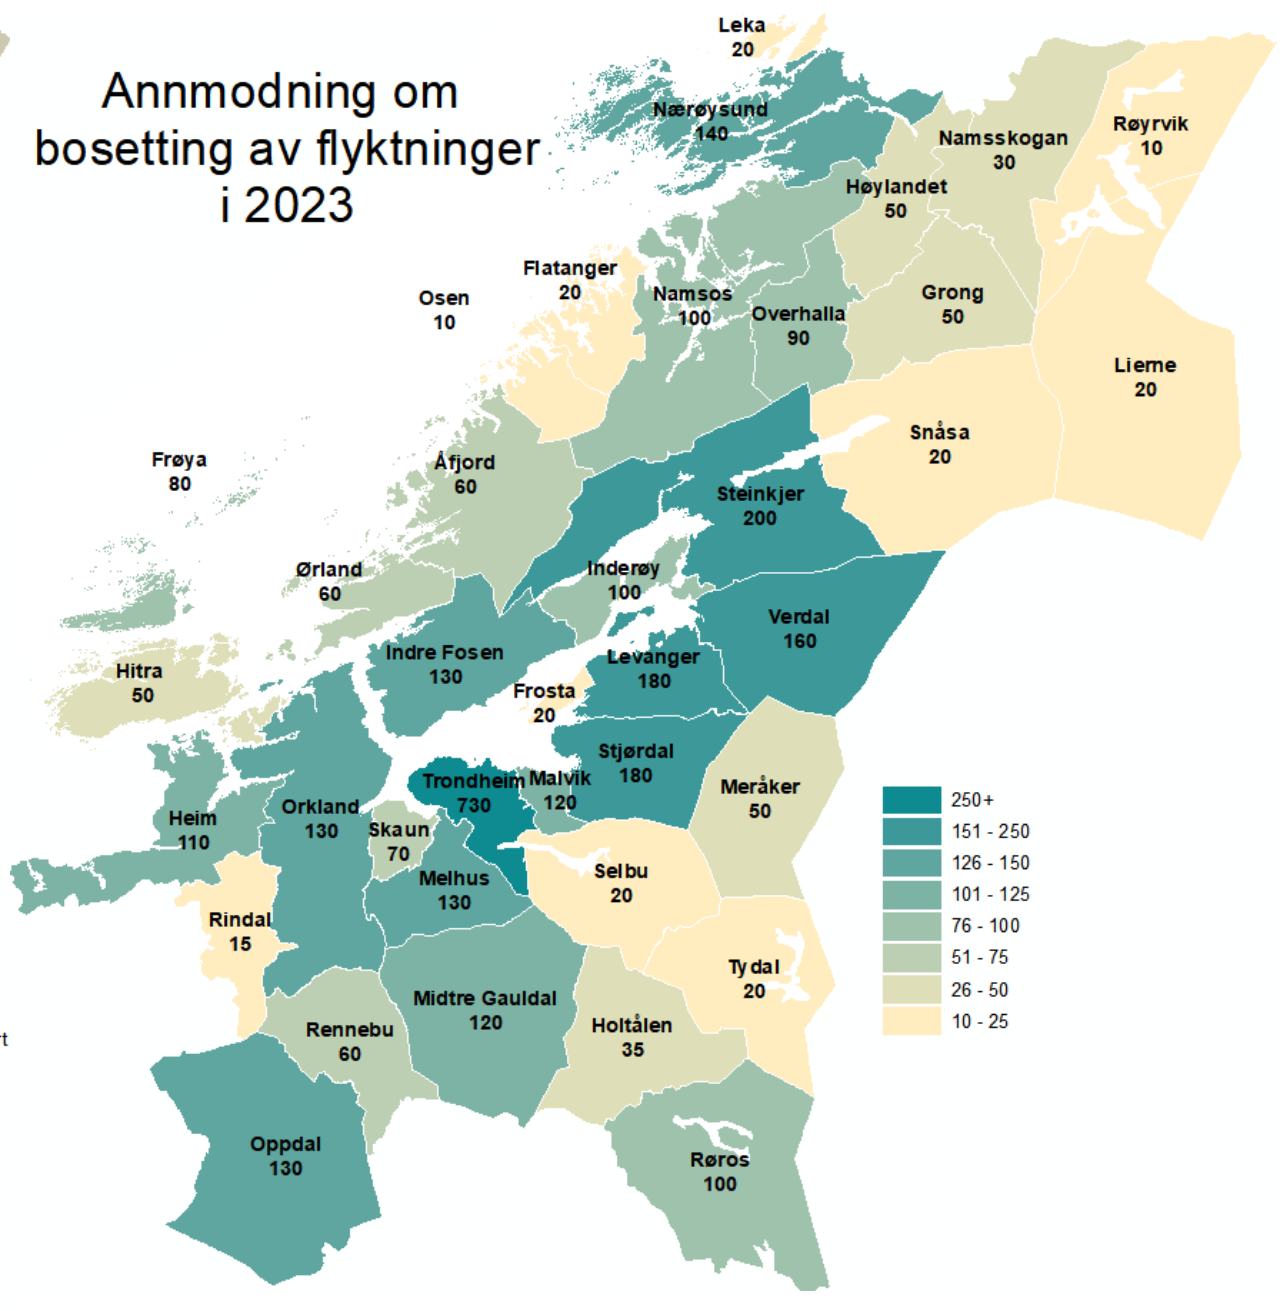 Annmodning om
bosetting av flyktninger
i 2023
Leka
20
Nærøysund
140
Namsskogan
30
Røyrvik
10
Høylandet
50
Flatanger
20
Osen
10
Namsos
100
Overhalla
90
Grong
50
Lierne
20
Snåsa
20
Frøya
80
Åfjord
60
Steinkjer
200
Ørland
60
Inderøy
100
Verdal
160
Indre Fosen
130
Levanger
180
Hitra
50
Frosta
20
Stjørdal
180
Trondheim
730
Malvik
120
Meråker
50
Heim
110
Orkland
130
Skaun
70
Melhus
130
Selbu
20
Rindal
15
Tydal
20
Midtre Gauldal
120
Holtålen
35
Rennebu
60
Oppdal
130
Røros
100
250+
151 - 250
126 - 150
101 - 125
76 - 100
51 - 75
26 - 50
10 - 25